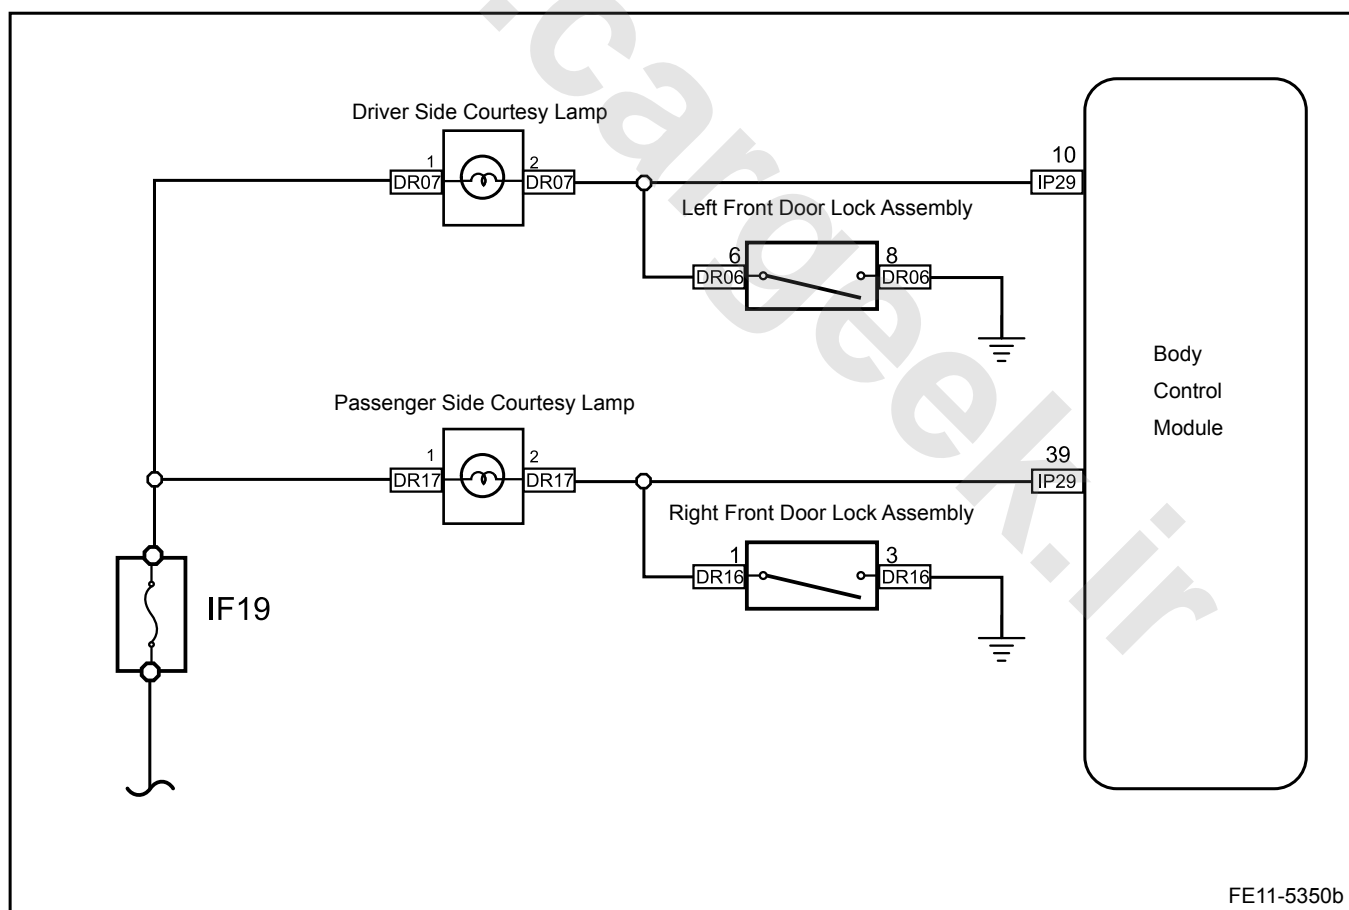 Driver Side Courtesy Lamp
1
2
DR07
DR07
10
IP29
Left Front Door Lock Assembly
6
8
DR06
DR06
Body
Control
Module
Passenger Side Courtesy Lamp
1
2
DR17
DR17
39
IP29
Right Front Door Lock Assembly
1
3
DR16
DR16
IF19
FE11-5350b
.cargeek.ir